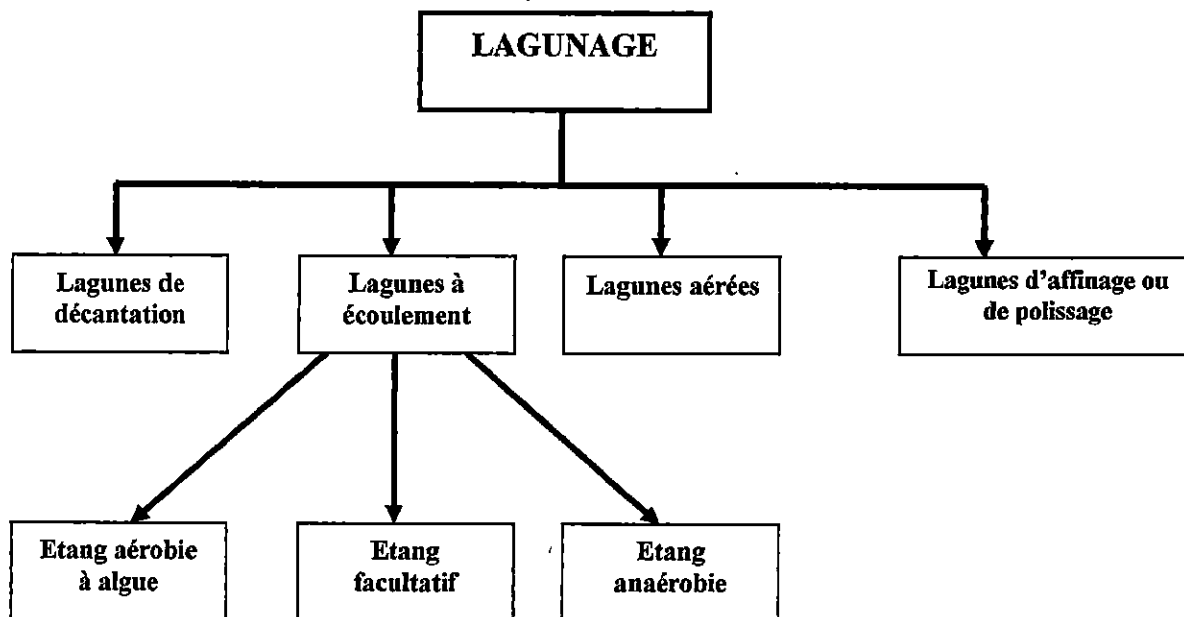 LAGUNAGE
Lagunes de
décantation
Lagunes à
écoulement
Lagunes aérées
Lagunes d'affinage ou
de polissage
Etang aérobie
à algue
Etang
facultatif
Etang
anaérobie